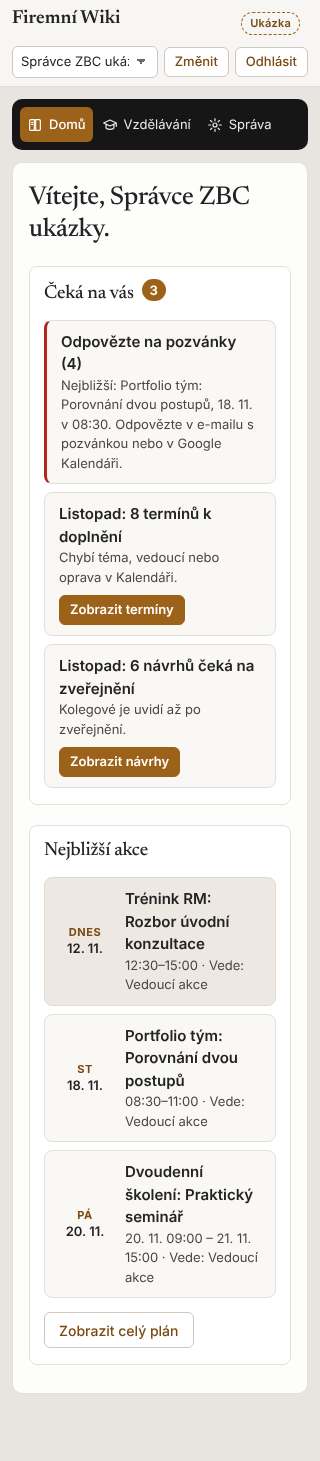 Firemní Wiki
Ukázka
Správce ZBC uká:
Změnit
Odhlásit
Domů
Vzdělávání
Správa
Vítejte, Správce ZBC
ukázky.
Čeká na vás 3
Odpovězte na pozvánky
(4)
Nejbližší: Portfolio tým:
Porovnání dvou postupů, 18. 11.
v 08:30. Odpovězte v e-mailu s
pozvánkou nebo v Google
Kalendáři.
Listopad: 8 termínů k
doplnění
Chybí téma, vedoucí nebo
oprava v Kalendáři.
Zobrazit termíny
Listopad: 6 návrhů čeká na
zveřejnění
Kolegové je uvidí až po
zveřejnění.
Zobrazit návrhy
Nejbližší akce
DNES
12. 11.
Trénink RM:
Rozbor úvodní
konzultace
12:30–15:00 · Vede:
Vedoucí akce
ST
18. 11.
Portfolio tým:
Porovnání dvou
postupů
08:30–11:00 · Vede:
Vedoucí akce
PÁ
20. 11.
Dvoudenní
školení: Praktický
seminář
20. 11. 09:00 – 21. 11.
15:00 · Vede: Vedoucí
akce
Zobrazit celý plán